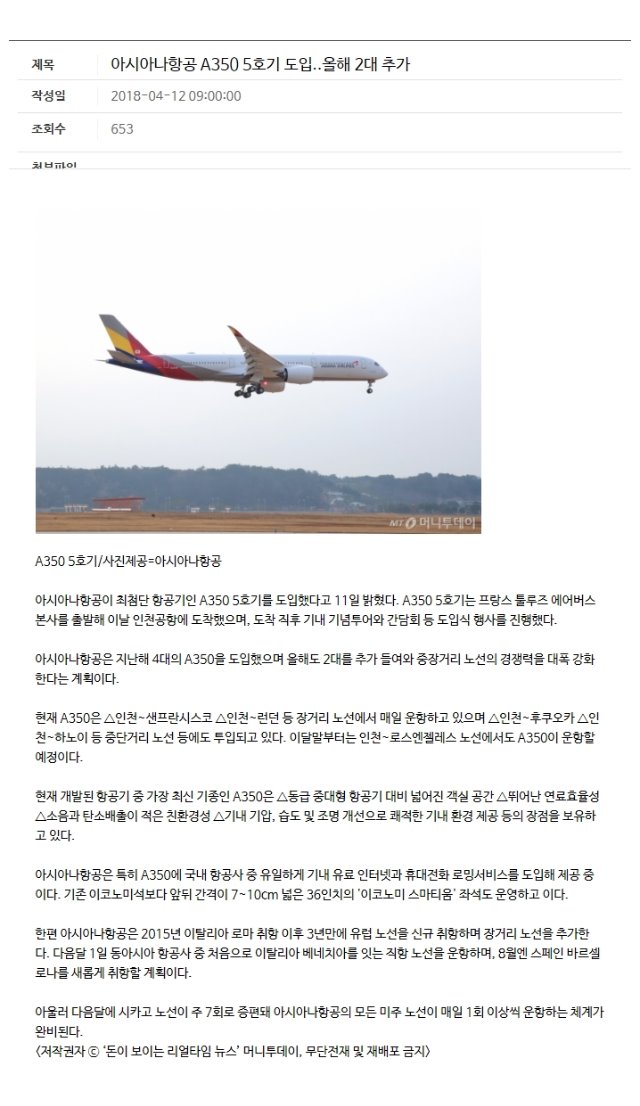 제목 아시아나항공 A350 5호기 도입..올해 2대 추가
작성일 2018-04-12 09:00:00
조회수 653
첨부파일
ASIANA AIRLINES
MT 머니투데이
A350 5호기/사진제공=아시아나항공
아시아나항공이 최첨단 항공기인 A350 5호기를 도입했다고 11일 밝혔다. A350 5호기는 프랑스 툴루즈 에어버스
본사를 출발해 이날 인천공항에 도착했으며, 도착 직후 기내 기념투어와 간담회 등 도입식 행사를 진행했다.
아시아나항공은 지난해 4대의 A350을 도입했으며 올해도 2대를 추가 들여와 중장거리 노선의 경쟁력을 대폭 강화
한다는 계획이다.
현재 A350은 △인천~샌프란시스코 △인천~런던 등 장거리 노선에서 매일 운항하고 있으며 △인천~후쿠오카 △인
천~하노이 등 중단거리 노선 등에도 투입되고 있다. 이달말부터는 인천~로스엔젤레스 노선에서도 A350이 운항할
예정이다.
현재 개발된 항공기 중 가장 최신 기종인 A350은 △동급 중대형 항공기 대비 넓어진 객실 공간 △뛰어난 연료효율성
△소음과 탄소배출이 적은 친환경성 △기내 기압, 습도 및 조명 개선으로 쾌적한 기내 환경 제공 등의 장점을 보유하
고 있다.
아시아나항공은 특히 A350에 국내 항공사 중 유일하게 기내 유료 인터넷과 휴대전화 로밍서비스를 도입해 제공 중
이다. 기존 이코노미석보다 앞뒤 간격이 7~10cm 넓은 36인치의 '이코노미 스마티움' 좌석도 운영하고 이다.
한편 아시아나항공은 2015년 이탈리아 로마 취항 이후 3년만에 유럽 노선을 신규 취항하며 장거리 노선을 추가한
다. 다음달 1일 동아시아 항공사 중 처음으로 이탈리아 베네치아를 잇는 직항 노선을 운항하며, 8월엔 스페인 바르셀
로나를 새롭게 취항할 계획이다.
아울러 다음달에 시카고 노선이 주 7회로 증편돼 아시아나항공의 모든 미주 노선이 매일 1회 이상씩 운항하는 체계가
완비된다.
<저작권자 ⓒ '돈이 보이는 리얼타임 뉴스' 머니투데이, 무단전재 및 재배포 금지>